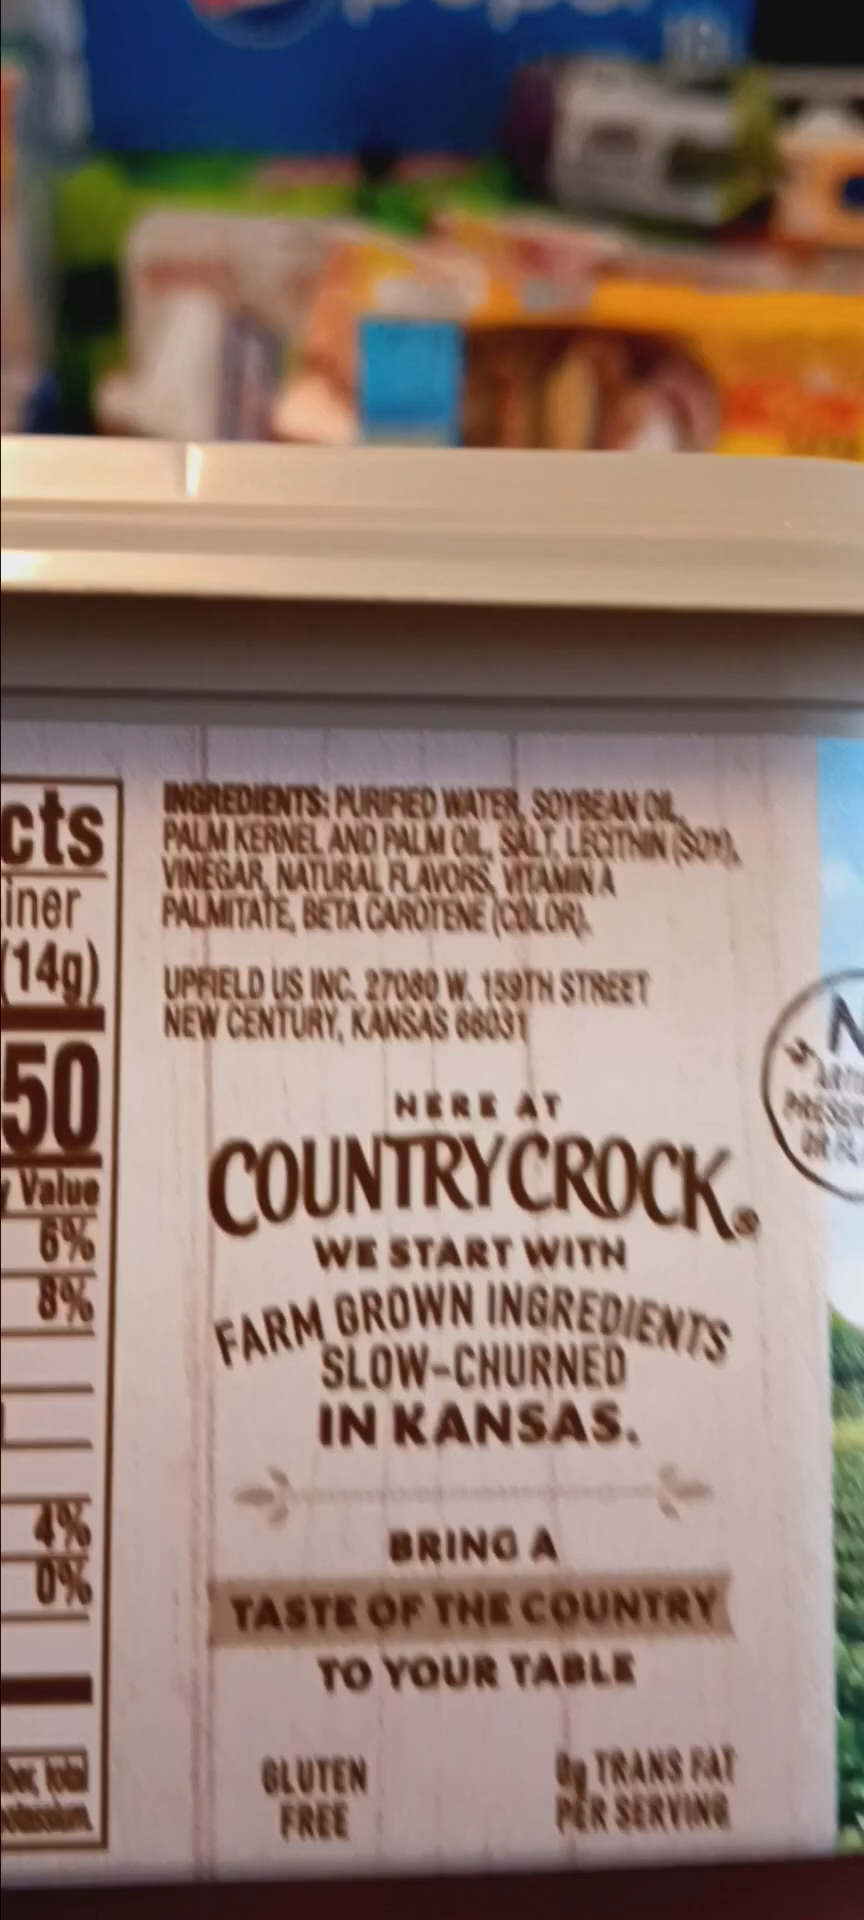 cts
iner
(14g)
50
Value
6%
8%
4%
0%
INGREDIENTS: PURIFIED WATER, SOYBEAN OIL,
PALM KERNEL AND PALM OIL, SALT, LECITHIN (SOY),
VINEGAR, NATURAL FLAVORS, VITAMIN A
PALMITATE, BETA CAROTENE (COLOR).
UPFIELD US INC. 27080 W. 159TH STREET
NEW CENTURY, KANSAS 66031
HERE AT
COUNTRY CROCK®
WE START WITH
FARM GROWN INGREDIENTS
SLOW-CHURNED
IN KANSAS.
BRING A
TASTE OF THE COUNTRY
TO YOUR TABLE
GLUTEN
FREE
0g TRANS FAT
PER SERVING